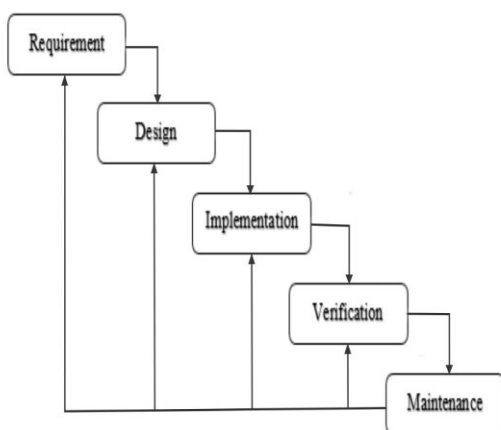 Requirement
Design
Implementation
Verification
Maintenance